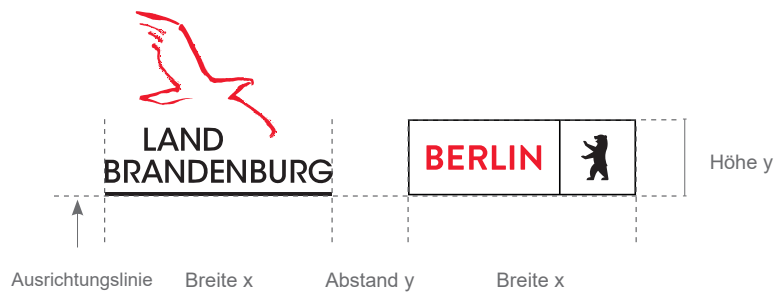 LAND
BRANDENBURG
BERLIN
Höhe y
Ausrichtungslinie
Breite x
Abstand y
Breite x